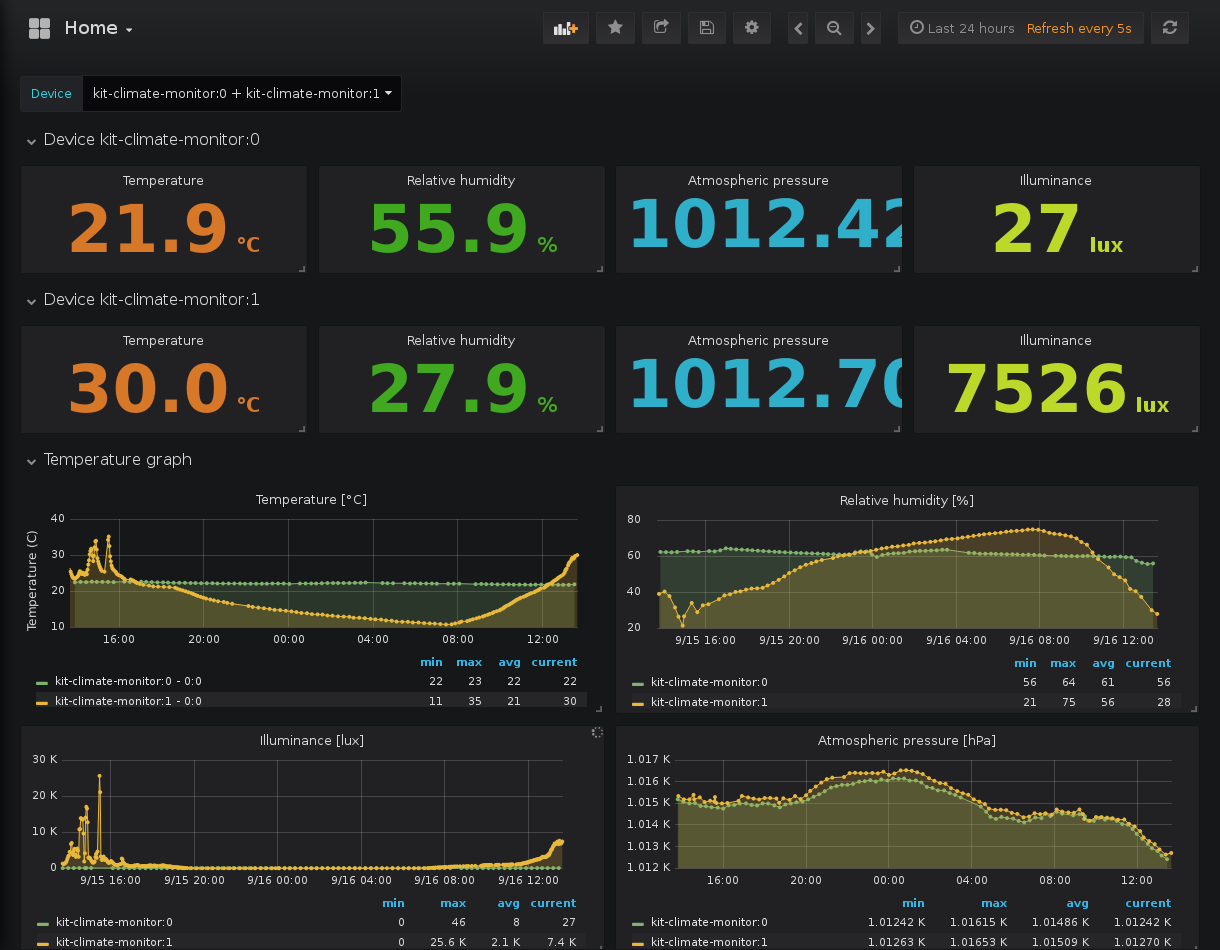 Home
Last 24 hours Refresh every 5s
Device kit-climate-monitor:0 + kit-climate-monitor:1
Device kit-climate-monitor:0
Temperature Relative humidity Atmospheric pressure Illuminance
21.9 °C 55.9 % 1012.42 27 lux
Device kit-climate-monitor:1
Temperature Relative humidity Atmospheric pressure Illuminance
30.0 °C 27.9 % 1012.70 7526 lux
Temperature graph
Temperature [°C]
Temperature (C)
40
30
20
10
16:00 20:00 00:00 04:00 08:00 12:00
min max avg current
kit-climate-monitor:0 - 0:0 22 23 22 22
kit-climate-monitor:1 - 0:0 11 35 21 30
Relative humidity [%]
80
60
40
20
9/15 16:00 9/15 20:00 9/16 00:00 9/16 04:00 9/16 08:00 9/16 12:00
min max avg current
kit-climate-monitor:0 56 64 61 56
kit-climate-monitor:1 21 75 56 28
Illuminance [lux]
30 K
20 K
10 K
0
9/15 16:00 9/15 20:00 9/16 00:00 9/16 04:00 9/16 08:00 9/16 12:00
min max avg current
kit-climate-monitor:0 0 46 8 27
kit-climate-monitor:1 0 25.6 K 2.1 K 7.4 K
Atmospheric pressure [hPa]
1.017 K
1.016 K
1.015 K
1.014 K
1.013 K
1.012 K
16:00 20:00 00:00 04:00 08:00 12:00
min max avg current
kit-climate-monitor:0 1.01242 K 1.01615 K 1.01486 K 1.01242 K
kit-climate-monitor:1 1.01263 K 1.01653 K 1.01509 K 1.01270 K